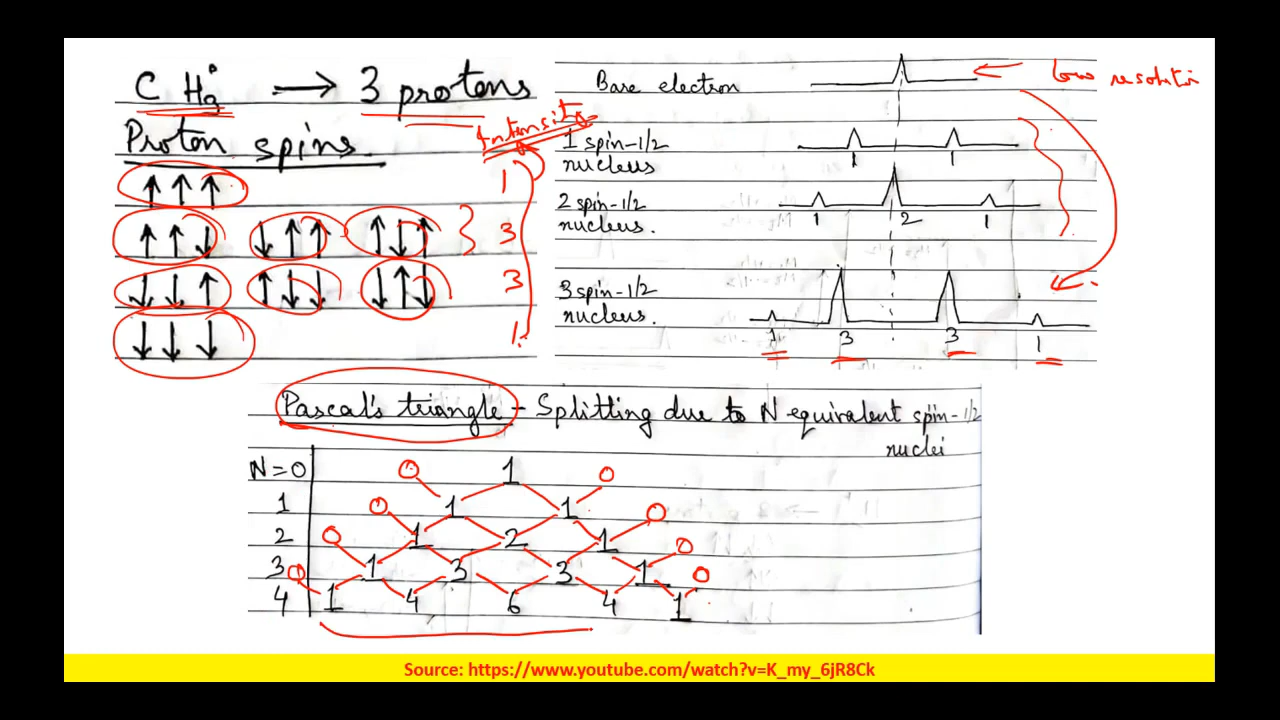 C H3• → 3 protons
Proton spins
Intensity
↑ ↑ ↑ 1
↑ ↑ ↓ ↓ ↑ ↑ ↑ ↓ ↑ } 3
↓ ↓ ↑ ↑ ↓ ↓ ↓ ↑ ↓ 3
↓ ↓ ↓ 1
Bare electron
low resoluti
1 spin-1/2
nucleus
1 1
2 spin-1/2
nucleus.
1 2 1
3 spin-1/2
nucleus.
1 3 3 1
Pascal's triangle - Splitting due to N equivalent spin-1/2
nuclei
N=0 0 1 0
1 0 1 1 0
2 0 1 2 1 0
3 0 1 3 3 1 0
4 1 4 6 4 1
Source: https://www.youtube.com/watch?v=K_my_6jR8Ck